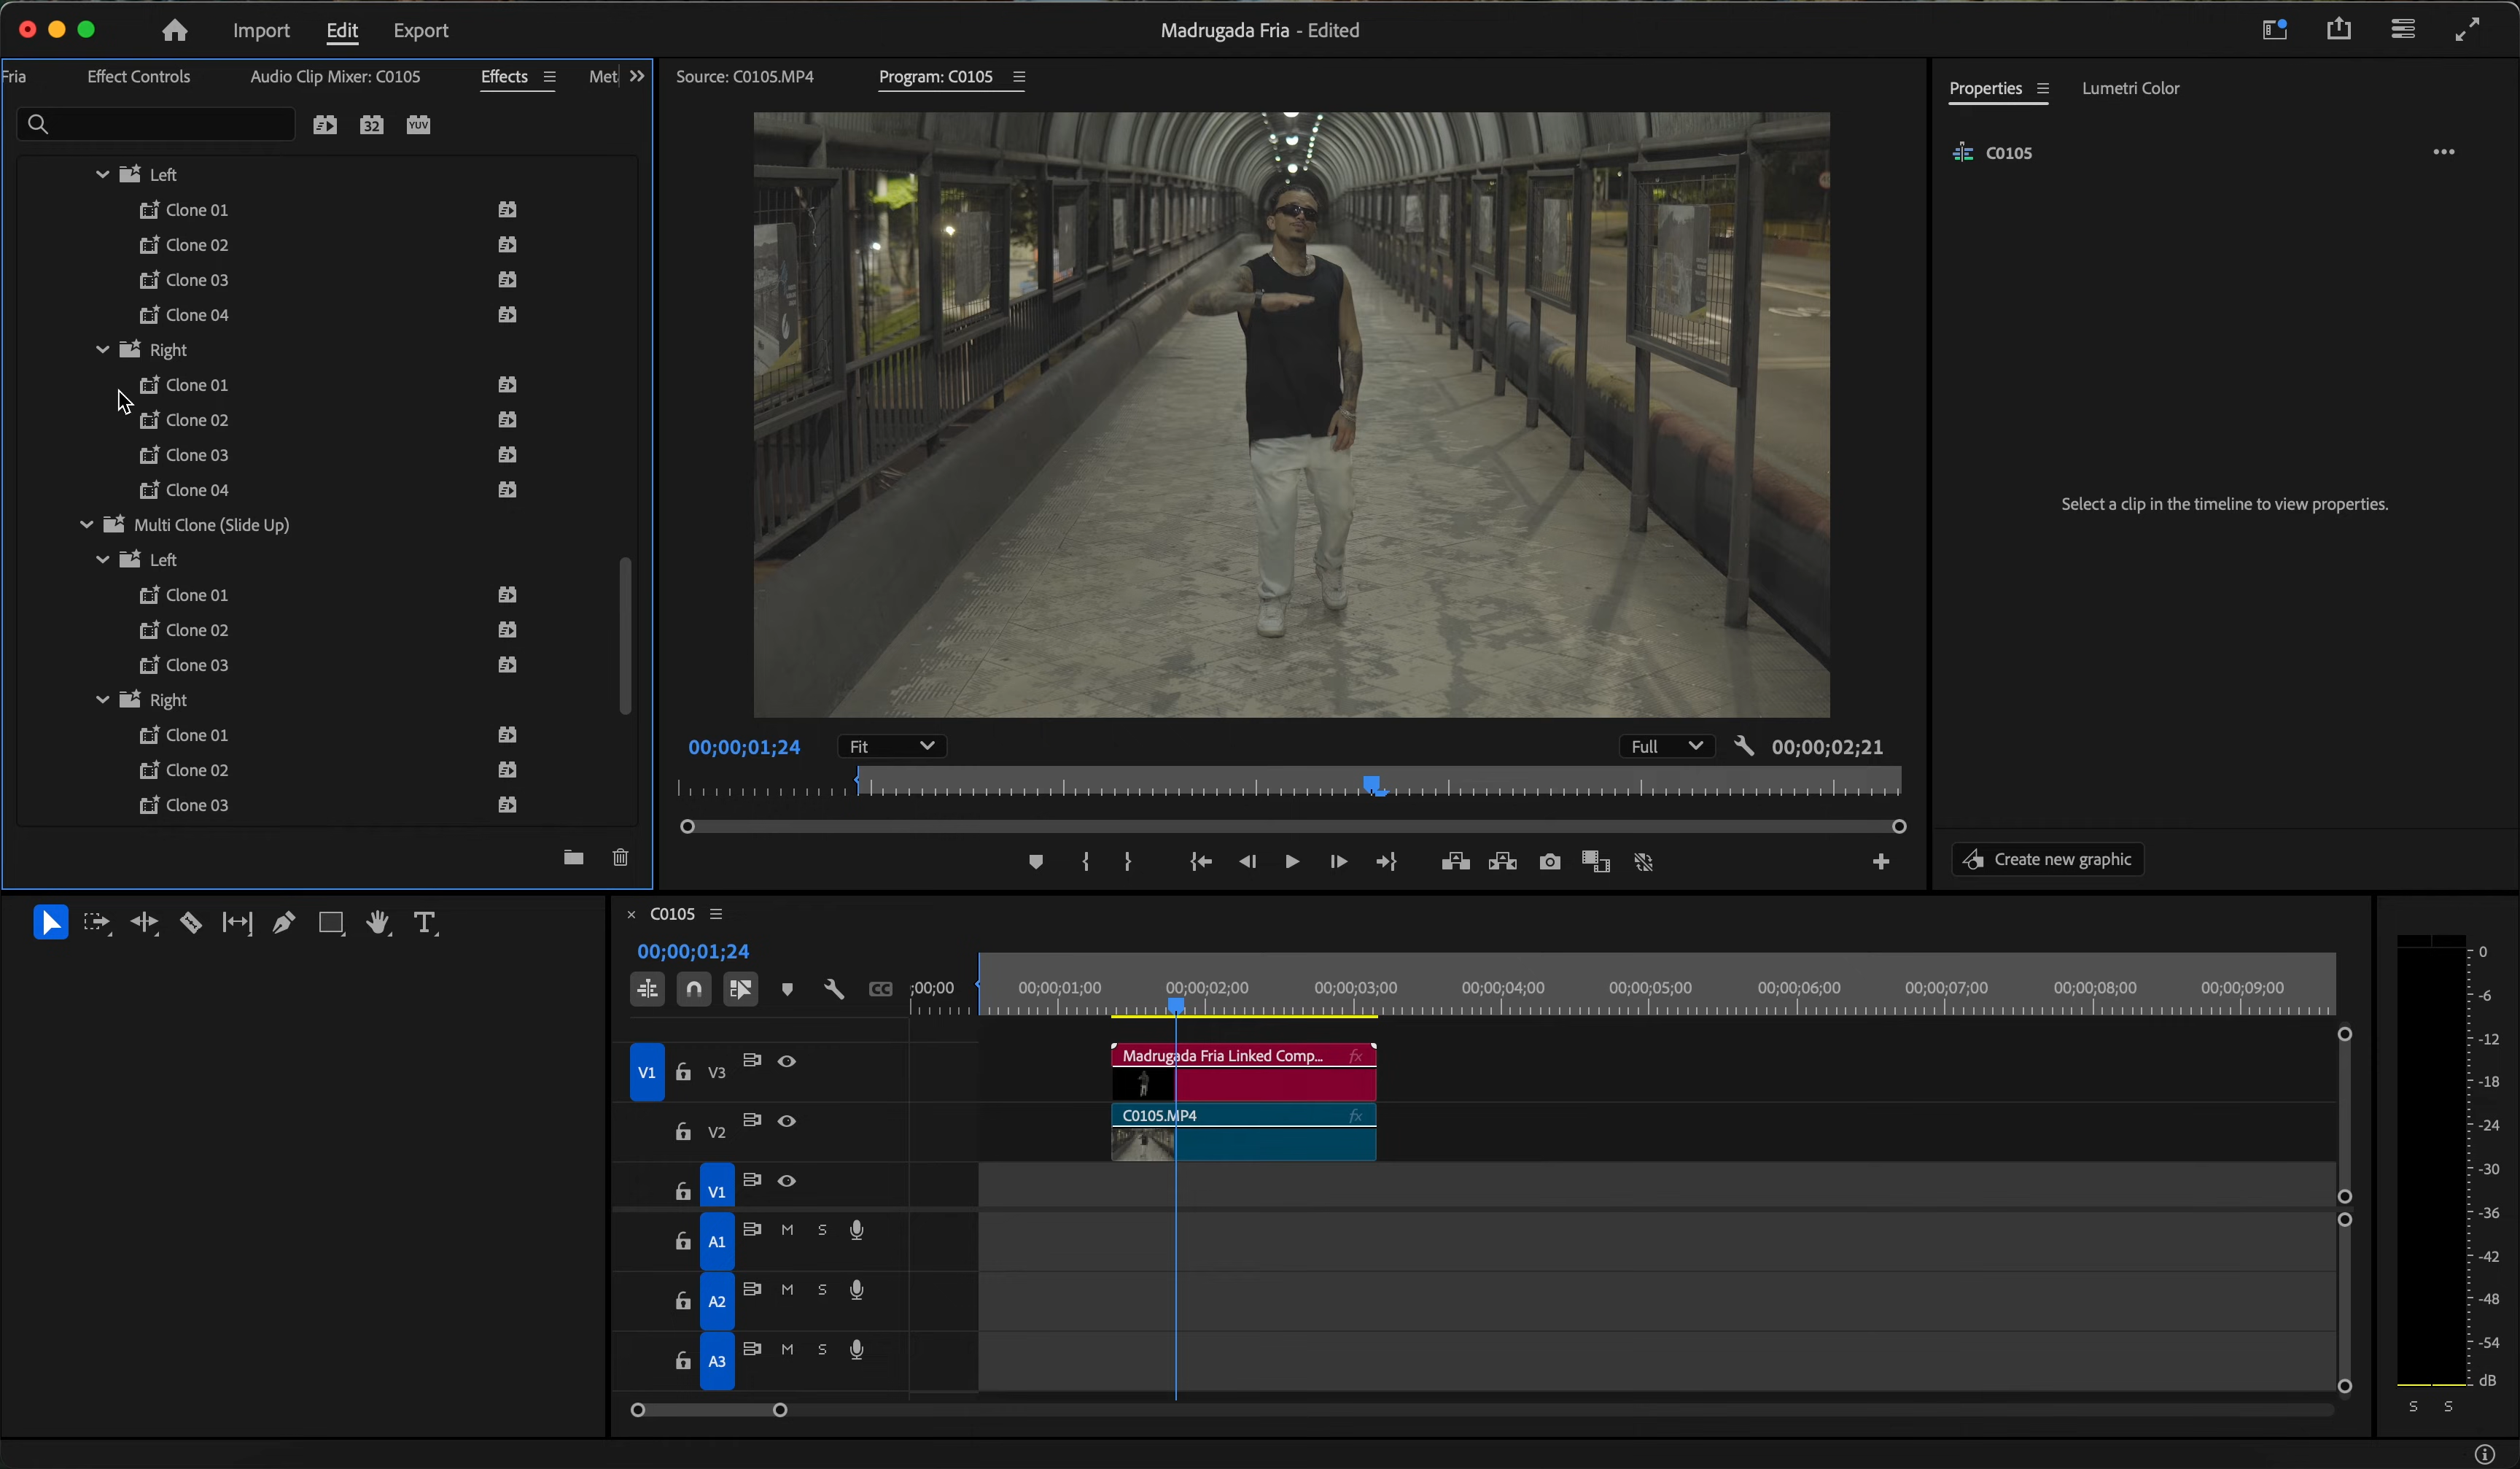 Import Edit Export Madrugada Fria - Edited
Fria Effect Controls Audio Clip Mixer: C0105 Effects Met
Source: C0105.MP4 Program: C0105
Properties Lumetri Color
32 YUV
C0105
Left
Clone 01
Clone 02
Clone 03
Clone 04
Right
Clone 01
Clone 02
Clone 03
Clone 04
Multi Clone (Slide Up)
Left
Clone 01
Clone 02
Clone 03
Right
Clone 01
Clone 02
Clone 03
Select a clip in the timeline to view properties.
00;00;01;24 Fit Full 00;00;02;21
Create new graphic
T
C0105
00;00;01;24
CC
;00;00 00;00;01;00 00;00;02;00 00;00;03;00 00;00;04;00 00;00;05;00 00;00;06;00 00;00;07;00 00;00;08;00 00;00;09;00
V1 V3 Madrugada Fria Linked Comp... fx
V2 C0105.MP4 fx
V1
A1 M S
A2 M S
A3 M S
0
-6
-12
-18
-24
-30
-36
-42
-48
-54
dB
S S